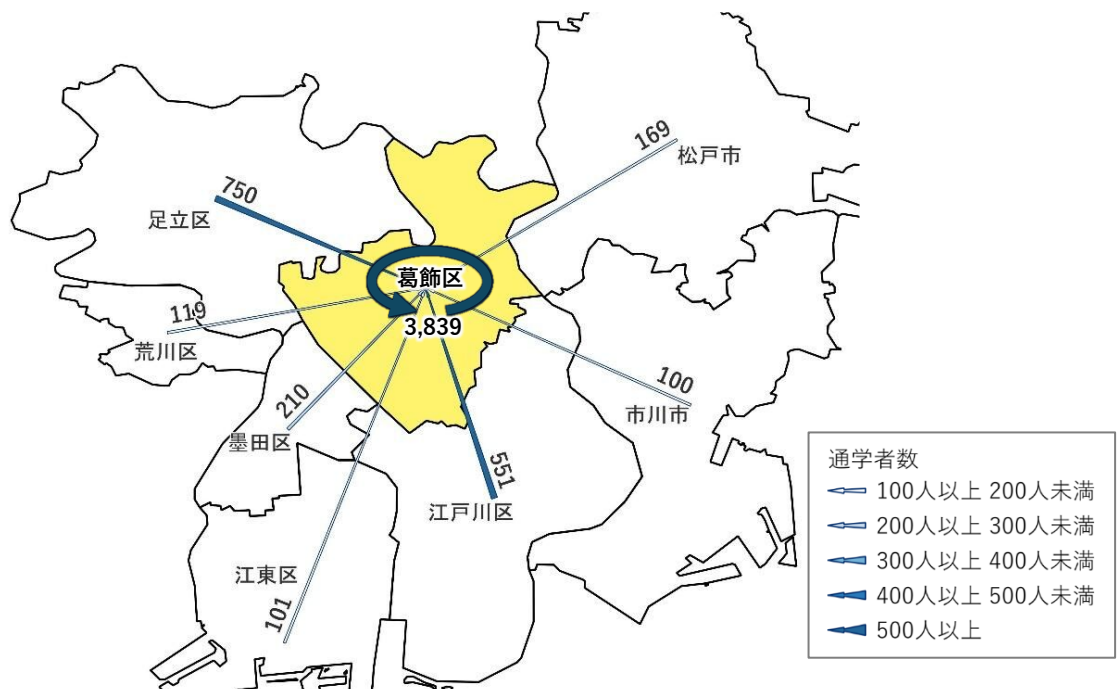 169
松戸市
750
足立区
葛飾区
3,839
119
荒川区
210
墨田区
100
市川市
551
江戸川区
江東区
101
通学者数
100人以上 200人未満
200人以上 300人未満
300人以上 400人未満
400人以上 500人未満
500人以上